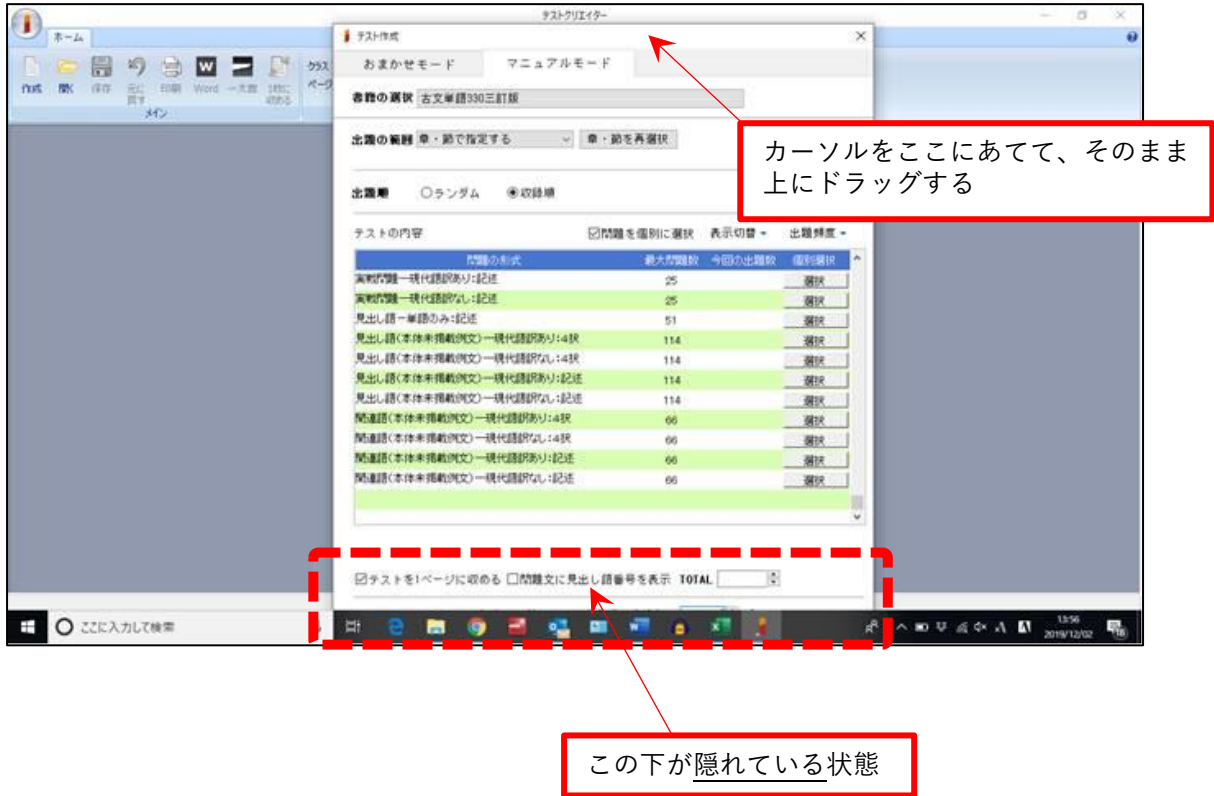 テストクリエイター
ホーム
テスト作成
おまかせモード マニュアルモード
作成 開く 保存 元に戻す 印刷 Word 一太郎 1枚に収める
クラス
ページ
メイン
書籍の選択 古文単語330三訂版
出題の範囲 章・節で指定する 章・節を再選択
カーソルをここにあてて、そのまま
上にドラッグする
出題順 ランダム 収録順
テストの内容 問題を個別に選択 表示切替 出題頻度
問題の形式 最大問題数 今回の出題数 個別選択
実戦問題ー現代語訳あり:記述 25 選択
実戦問題ー現代語訳なし:記述 25 選択
見出し語ー単語のみ:記述 51 選択
見出し語(本体未掲載例文)ー現代語訳あり:4択 114 選択
見出し語(本体未掲載例文)ー現代語訳なし:4択 114 選択
見出し語(本体未掲載例文)ー現代語訳あり:記述 114 選択
見出し語(本体未掲載例文)ー現代語訳なし:記述 114 選択
関連語(本体未掲載例文)ー現代語訳あり:4択 66 選択
関連語(本体未掲載例文)ー現代語訳なし:4択 66 選択
関連語(本体未掲載例文)ー現代語訳あり:記述 66 選択
関連語(本体未掲載例文)ー現代語訳なし:記述 66 選択
テストを1ページに収める 問題文に見出し語番号を表示 TOTAL
ここに入力して検索
13:56
2019/12/02
この下が隠れている状態